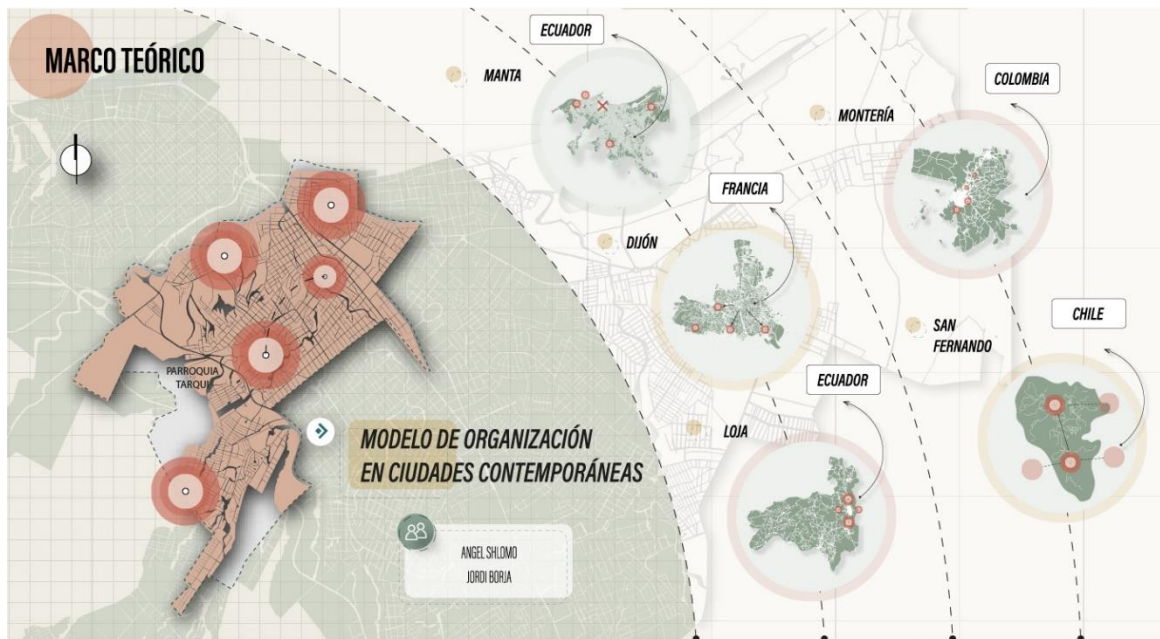 MARCO TEÓRICO
ECUADOR
MANTA
COLOMBIA
MONTERÍA
FRANCIA
DIJÓN
CHILE
SAN
FERNANDO
ECUADOR
LOJA
PARROQUIA
TARQUI
MODELO DE ORGANIZACIÓN
EN CIUDADES CONTEMPORÁNEAS
ANGEL SHLOMO
JORDI BORJA